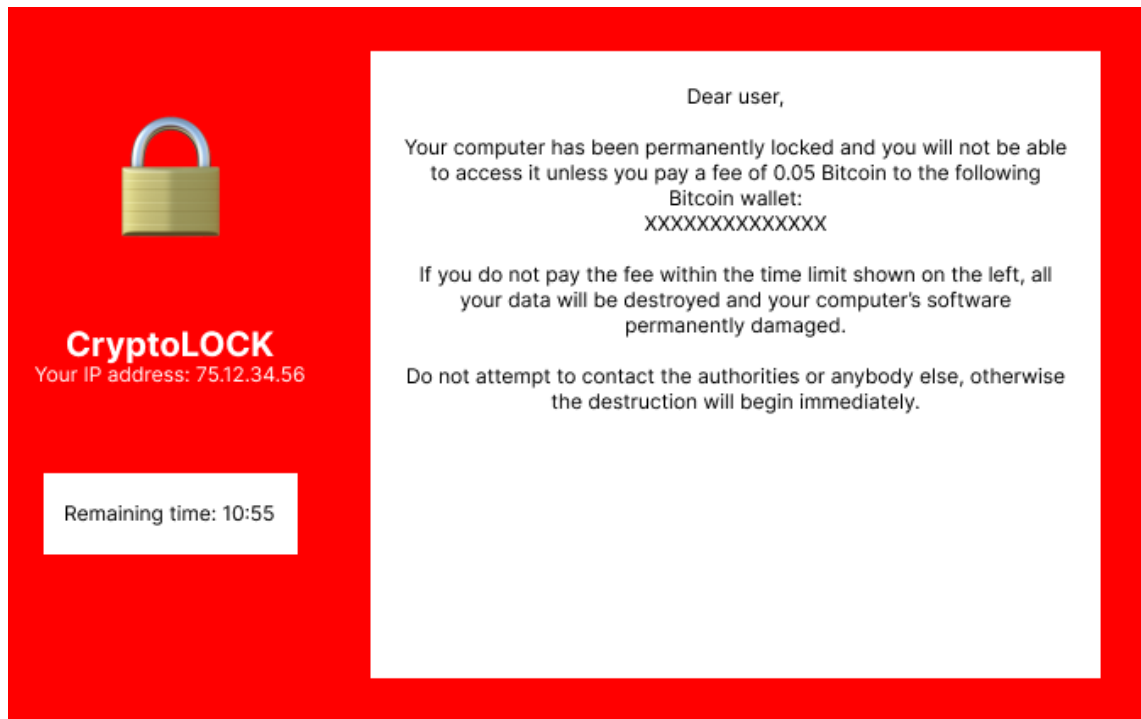 CryptoLOCK
Your IP address: 75.12.34.56
Remaining time: 10:55
Dear user,
Your computer has been permanently locked and you will not be able
to access it unless you pay a fee of 0.05 Bitcoin to the following
Bitcoin wallet:
XXXXXXXXXXXXXX
If you do not pay the fee within the time limit shown on the left, all
your data will be destroyed and your computer’s software
permanently damaged.
Do not attempt to contact the authorities or anybody else, otherwise
the destruction will begin immediately.